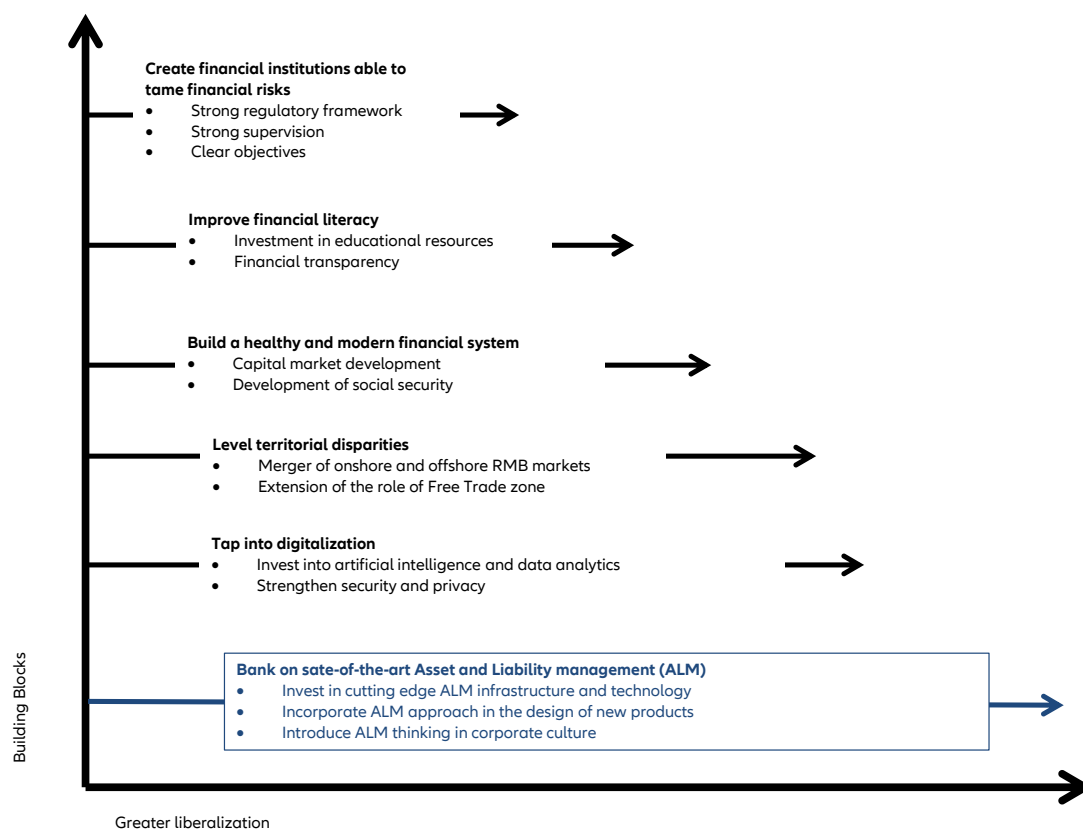 Create financial institutions able to
tame financial risks
• Strong regulatory framework
• Strong supervision
• Clear objectives
Improve financial literacy
• Investment in educational resources
• Financial transparency
Build a healthy and modern financial system
• Capital market development
• Development of social security
Level territorial disparities
• Merger of onshore and offshore RMB markets
• Extension of the role of Free Trade zone
Tap into digitalization
• Invest into artificial intelligence and data analytics
• Strengthen security and privacy
Bank on sate-of-the-art Asset and Liability management (ALM)
• Invest in cutting edge ALM infrastructure and technology
• Incorporate ALM approach in the design of new products
• Introduce ALM thinking in corporate culture
Building Blocks
Greater liberalization